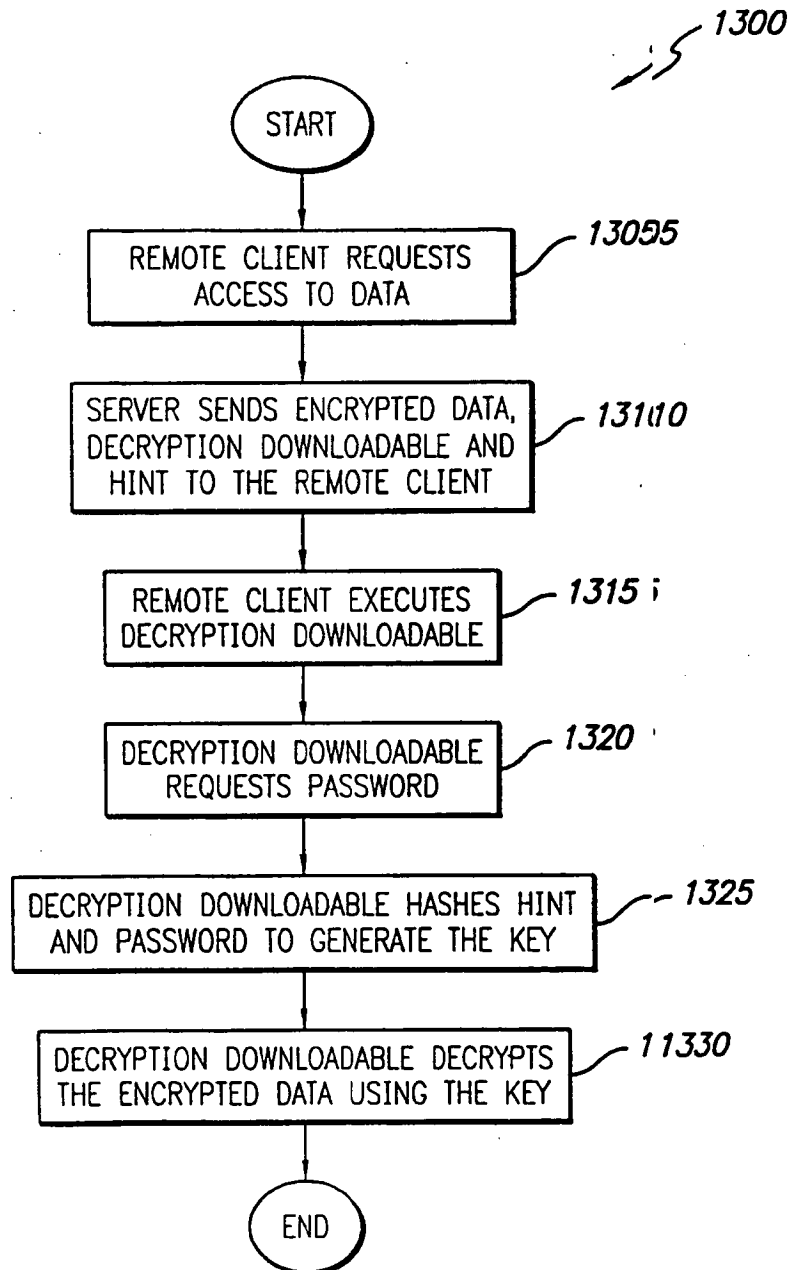 1300
START
REMOTE CLIENT REQUESTS
ACCESS TO DATA
13055
SERVER SENDS ENCRYPTED DATA,
DECRYPTION DOWNLOADABLE AND
HINT TO THE REMOTE CLIENT
131010
REMOTE CLIENT EXECUTES
DECRYPTION DOWNLOADABLE
1315
DECRYPTION DOWNLOADABLE
REQUESTS PASSWORD
1320
DECRYPTION DOWNLOADABLE HASHES HINT
AND PASSWORD TO GENERATE THE KEY
1325
DECRYPTION DOWNLOADABLE DECRYPTS
THE ENCRYPTED DATA USING THE KEY
11330
END